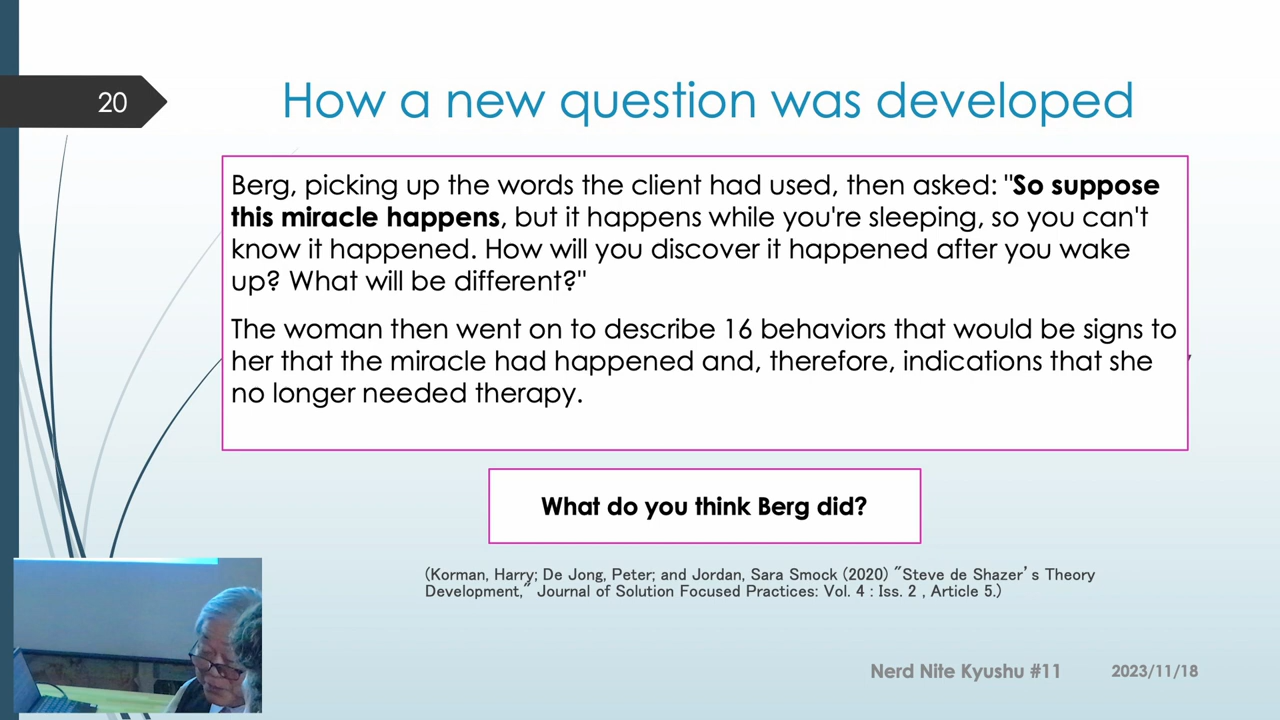 20
How a new question was developed
Berg, picking up the words the client had used, then asked: "So suppose
this miracle happens, but it happens while you're sleeping, so you can't
know it happened. How will you discover it happened after you wake
up? What will be different?"
The woman then went on to describe 16 behaviors that would be signs to
her that the miracle had happened and, therefore, indications that she
no longer needed therapy.
What do you think Berg did?
(Korman, Harry; De Jong, Peter; and Jordan, Sara Smock (2020) "Steve de Shazer's Theory
Development," Journal of Solution Focused Practices: Vol. 4 : Iss. 2 , Article 5.)
Nerd Nite Kyushu #11 2023/11/18